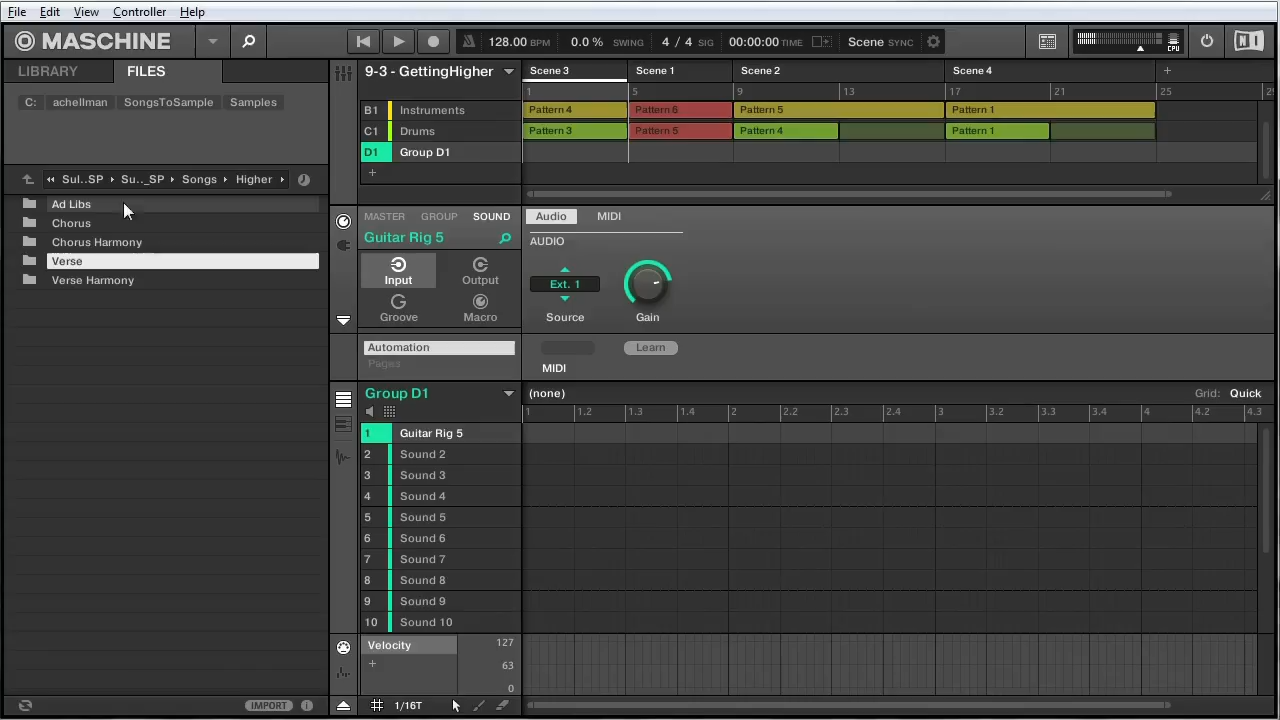 File Edit View Controller Help
MASCHINE 128.00 BPM 0.0 % SWING 4 / 4 SIG 00:00:00 TIME Scene SYNC CPU NI
LIBRARY FILES
C: achellman SongsToSample Samples
Sul..SP Su.._SP Songs Higher
Ad Libs
Chorus
Chorus Harmony
Verse
Verse Harmony
IMPORT i
9-3 - GettingHigher Scene 3 Scene 1 Scene 2 Scene 4 +
1 5 9 13 17 21 25 29
B1 Instruments Pattern 4 Pattern 6 Pattern 5 Pattern 1
C1 Drums Pattern 3 Pattern 5 Pattern 4 Pattern 1
D1 Group D1
+
MASTER GROUP SOUND Audio MIDI
Guitar Rig 5 AUDIO
Input Output Ext. 1
Groove Macro Source Gain
Automation Learn
Pages MIDI
Group D1 (none) Grid: Quick
1 1.2 1.3 1.4 2 2.2 2.3 2.4 3 3.2 3.3 3.4 4 4.2 4.3
1 Guitar Rig 5
2 Sound 2
3 Sound 3
4 Sound 4
5 Sound 5
6 Sound 6
7 Sound 7
8 Sound 8
9 Sound 9
10 Sound 10
Velocity 127
+ 63
0
1/16T